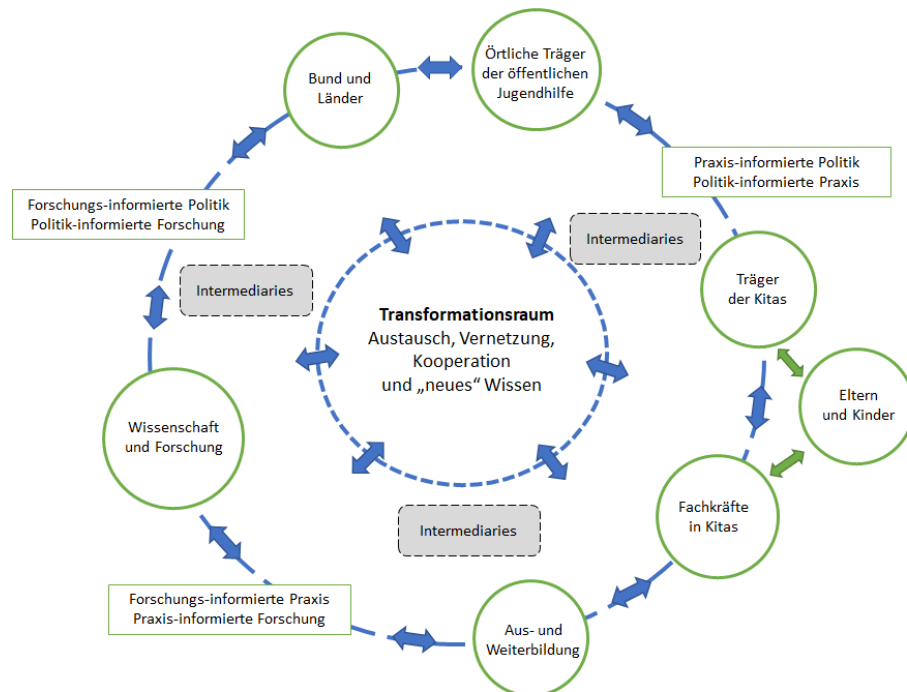 Örtliche Träger
der öffentlichen
Jugendhilfe
Bund und
Länder
Praxis-informierte Politik
Politik-informierte Praxis
Forschungs-informierte Politik
Politik-informierte Forschung
Intermediaries
Intermediaries
Träger
der Kitas
Transformationsraum
Austausch, Vernetzung,
Kooperation
und „neues“ Wissen
Eltern
und Kinder
Wissenschaft
und Forschung
Fachkräfte
in Kitas
Intermediaries
Forschungs-informierte Praxis
Praxis-informierte Forschung
Aus- und
Weiterbildung